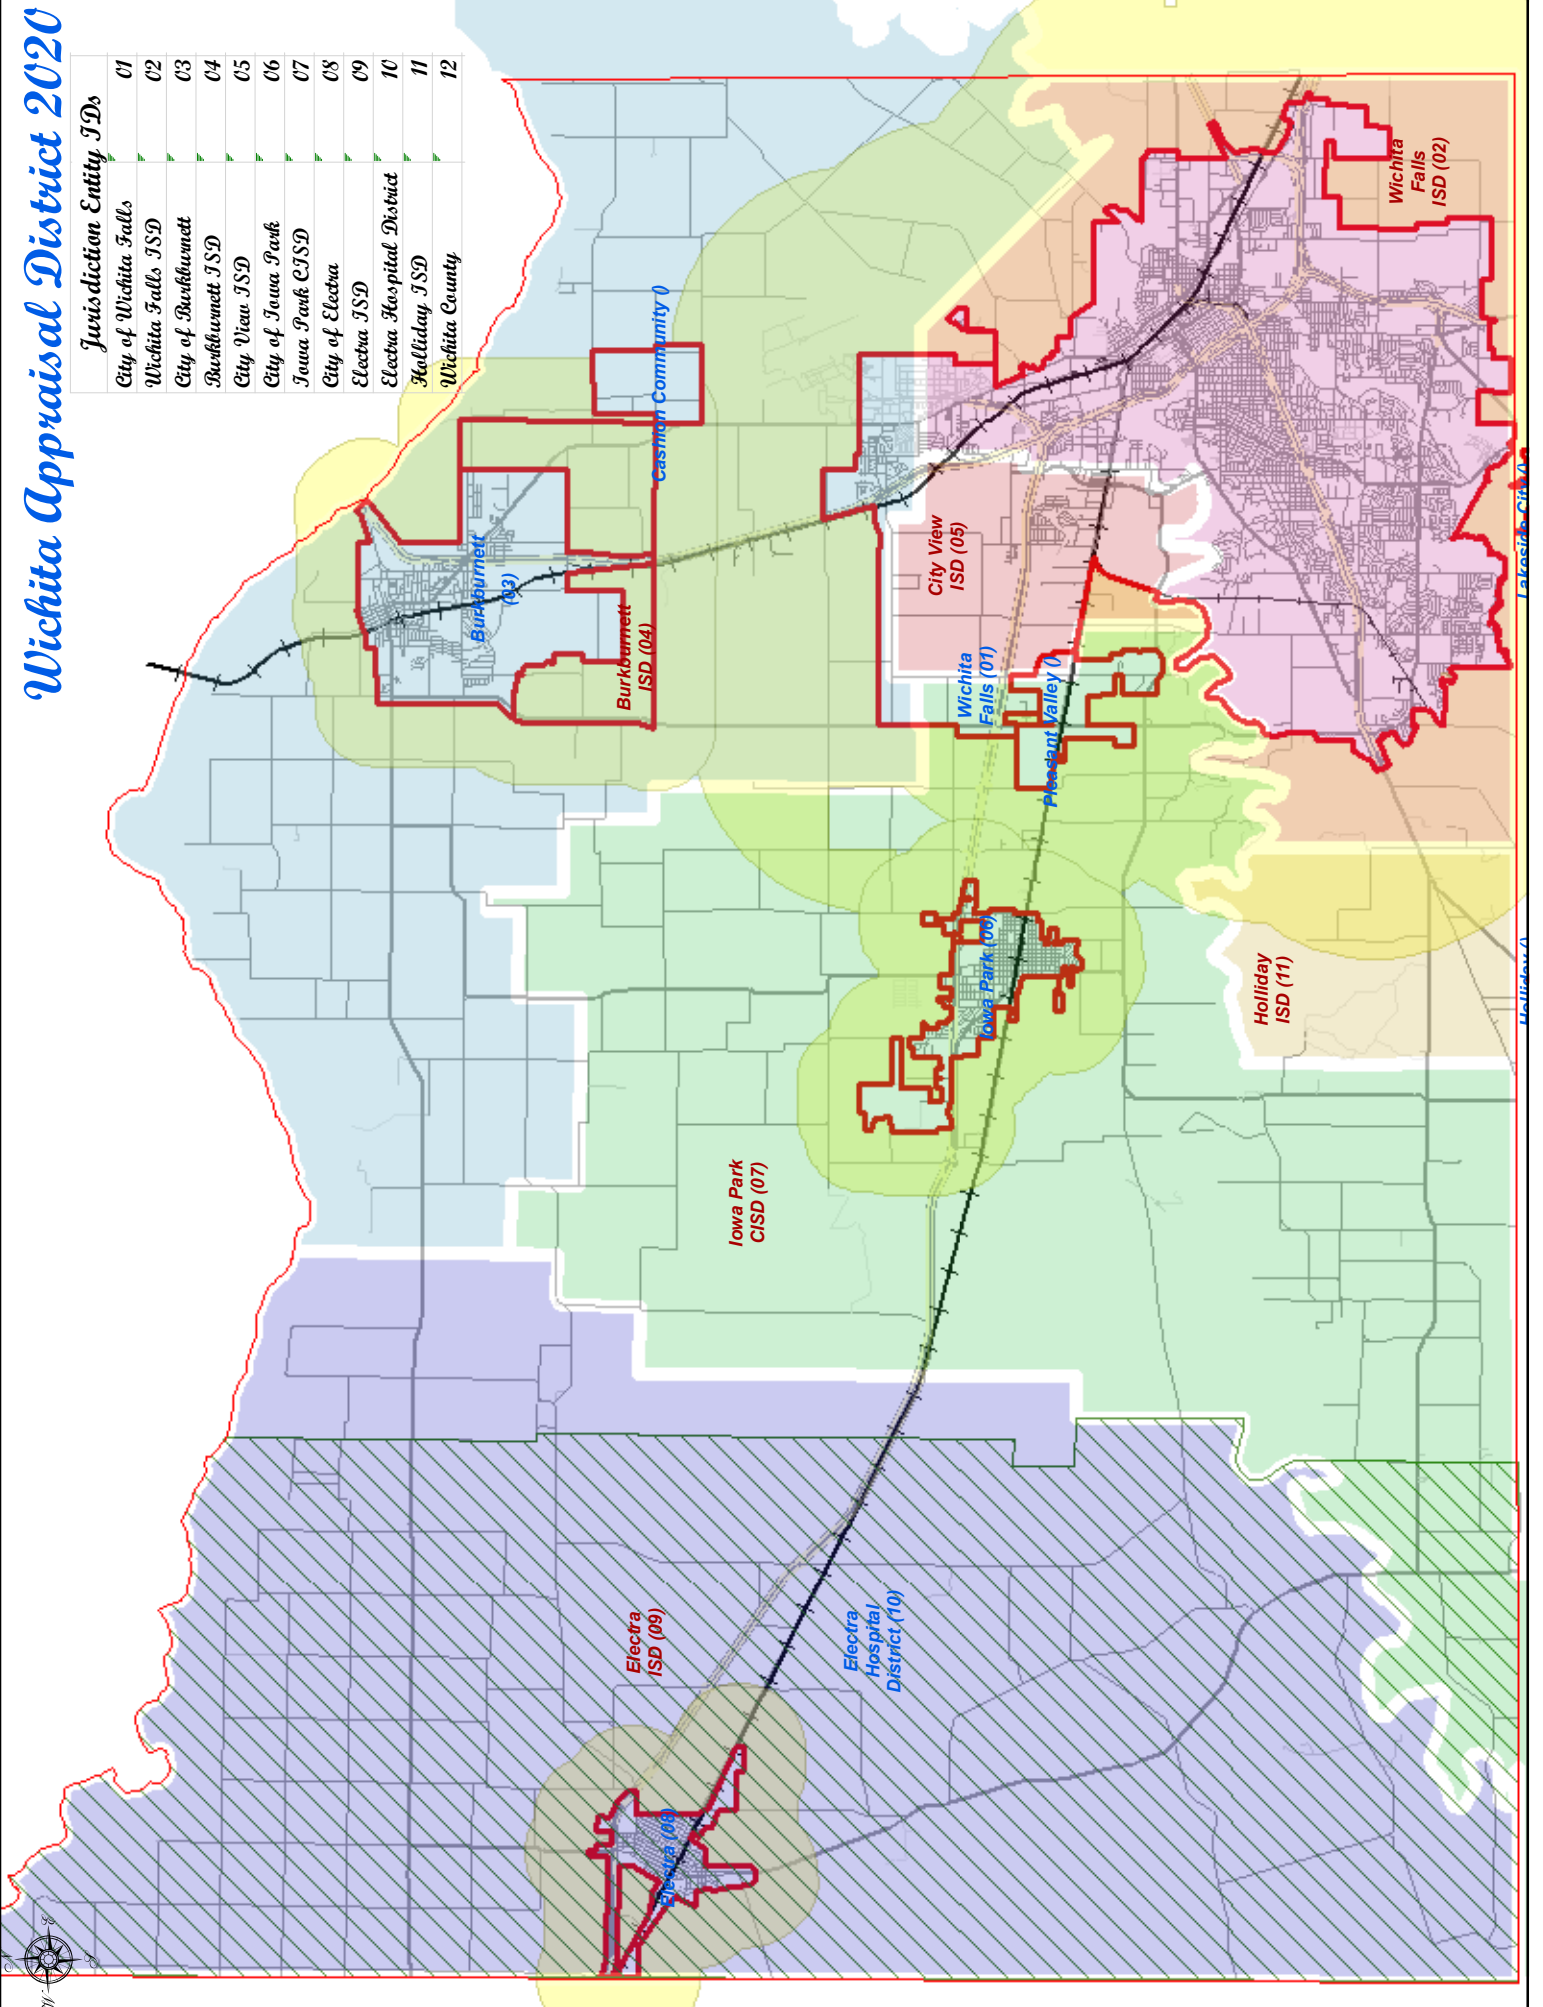 Wichita Appraisal District 2020
Jurisdiction Entity IDs
City of Wichita Falls 01
Wichita Falls ISD 02
City of Burkburnett 03
Burkburnett ISD 04
City View ISD 05
City of Iowa Park 06
Iowa Park CISD 07
City of Electra 08
Electra ISD 09
Electra Hospital District 10
Holliday ISD 11
Wichita County 12
Electra
ISD (09)
Electra (08)
Electra
Hospital
District (10)
Iowa Park
CISD (07)
Iowa Park (06)
Holliday
ISD (11)
Holliday ()
Burkburnett
(03)
Burkburnett
ISD (04)
Cashion Community ()
Wichita
Falls (01)
Pleasant Valley ()
City View
ISD (05)
Wichita
Falls
ISD (02)
Lakeside City ()